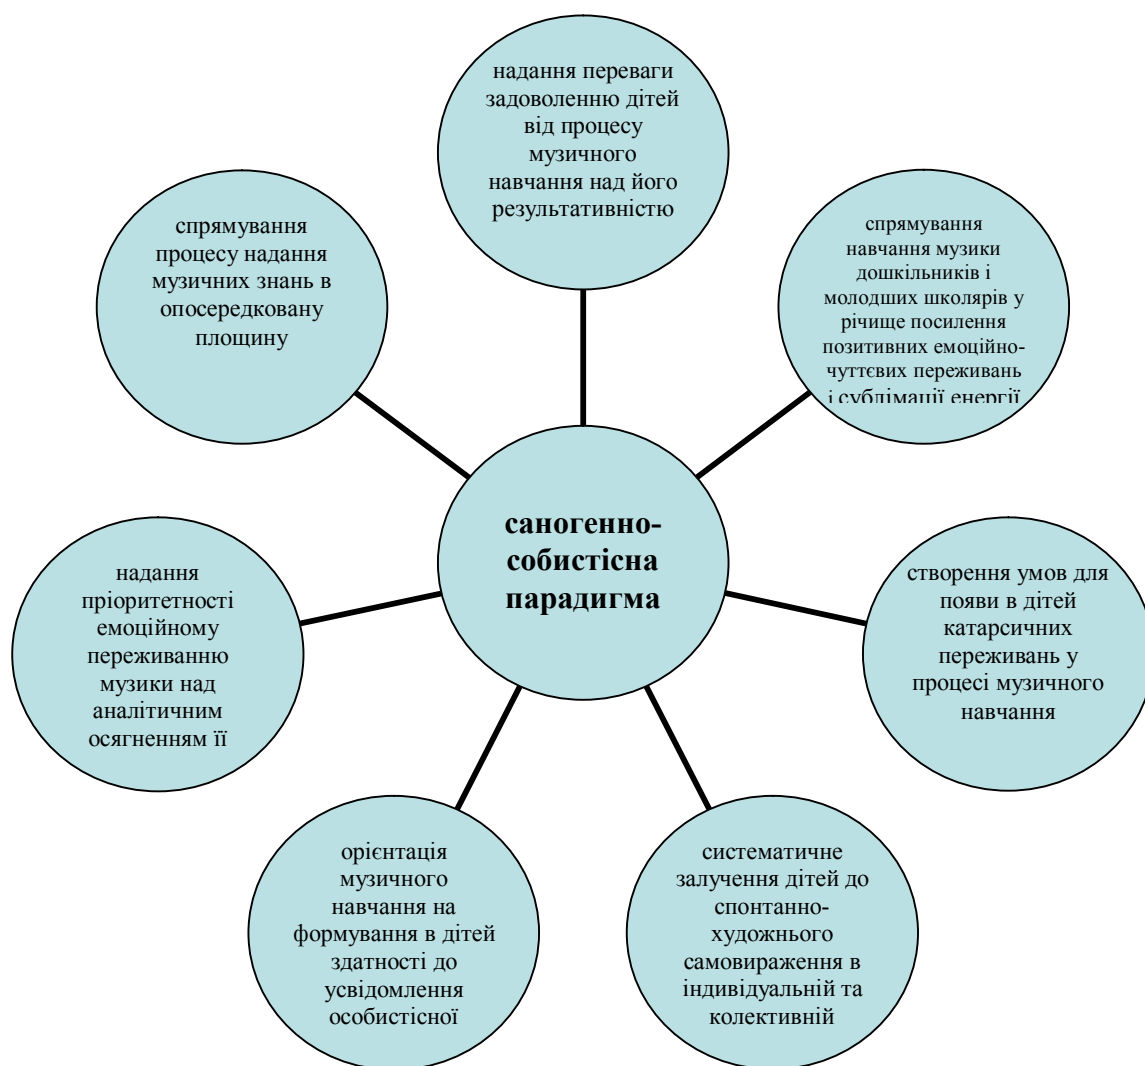 надання переваги
задоволенню дітей
від процесу
музичного
навчання над його
результативністю
спрямування
навчання музики
дошкільників і
молодших школярів у
річище посилення
позитивних емоційно-
чуттєвих переживань
і сублімації енергії
створення умов для
появи в дітей
катарсичних
переживань у
процесі музичного
навчання
систематичне
залучення дітей до
спонтанно-
художнього
самовираження в
індивідуальній та
колективній
орієнтація
музичного
навчання на
формування в дітей
здатності до
усвідомлення
особистісної
надання
пріоритетності
емоційному
переживанню
музики над
аналітичним
осягненням її
спрямування
процесу надання
музичних знань в
опосередковану
площину
саногенно-
собистісна
парадигма